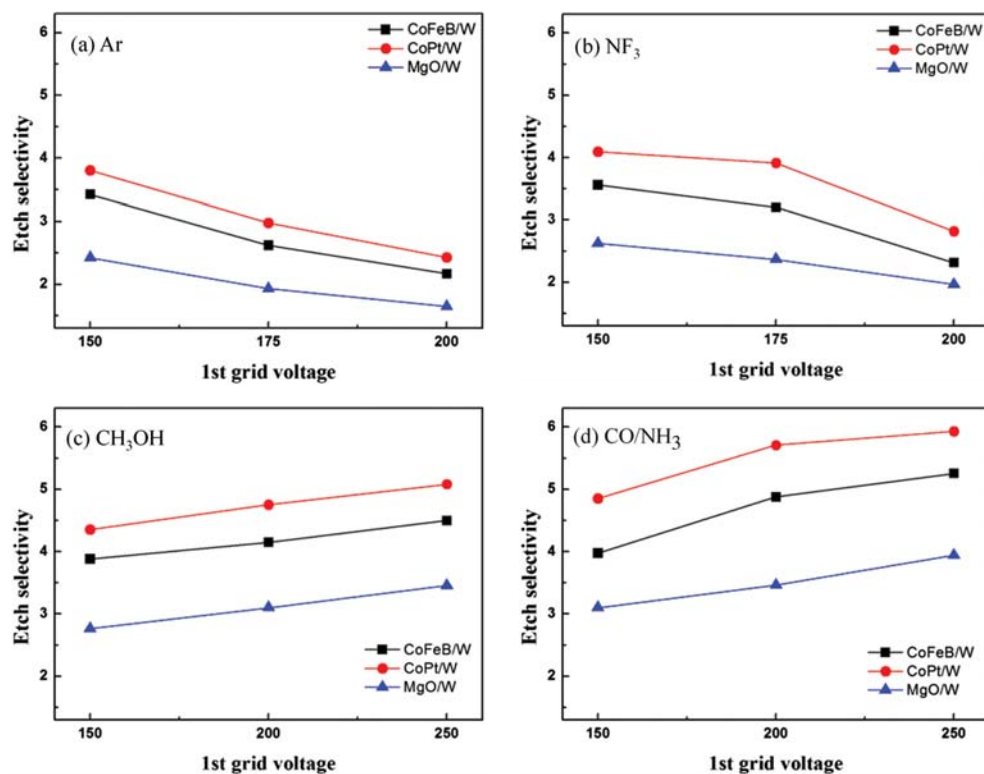 (a) Ar
CoFeB/W
CoPt/W
MgO/W
6
5
4
3
2
Etch selectivity
150
175
200
1st grid voltage
(b) NF₃
CoFeB/W
CoPt/W
MgO/W
6
5
4
3
2
Etch selectivity
150
175
200
1st grid voltage
(c) CH₃OH
CoFeB/W
CoPt/W
MgO/W
6
5
4
3
2
Etch selectivity
150
200
250
1st grid voltage
(d) CO/NH₃
CoFeB/W
CoPt/W
MgO/W
6
5
4
3
2
Etch selectivity
150
200
250
1st grid voltage